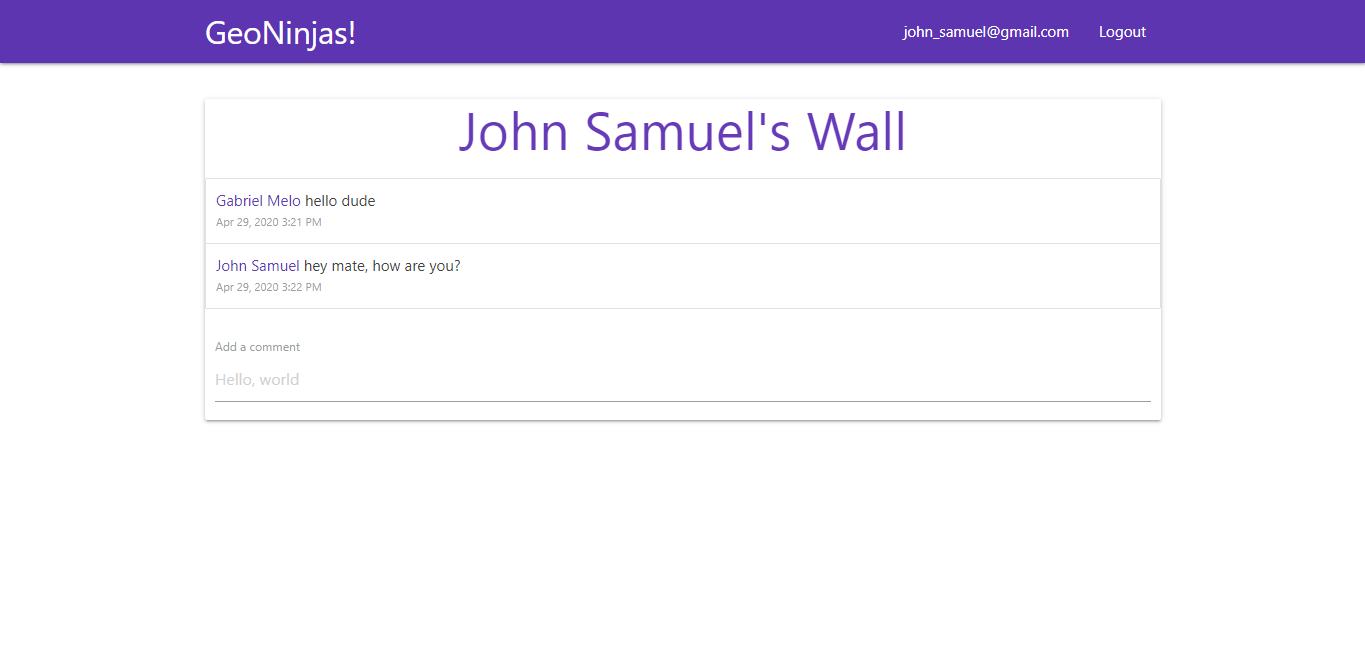 GeoNinjas!
john_samuel@gmail.com Logout
John Samuel's Wall
Gabriel Melo hello dude
Apr 29, 2020 3:21 PM
John Samuel hey mate, how are you?
Apr 29, 2020 3:22 PM
Add a comment
Hello, world